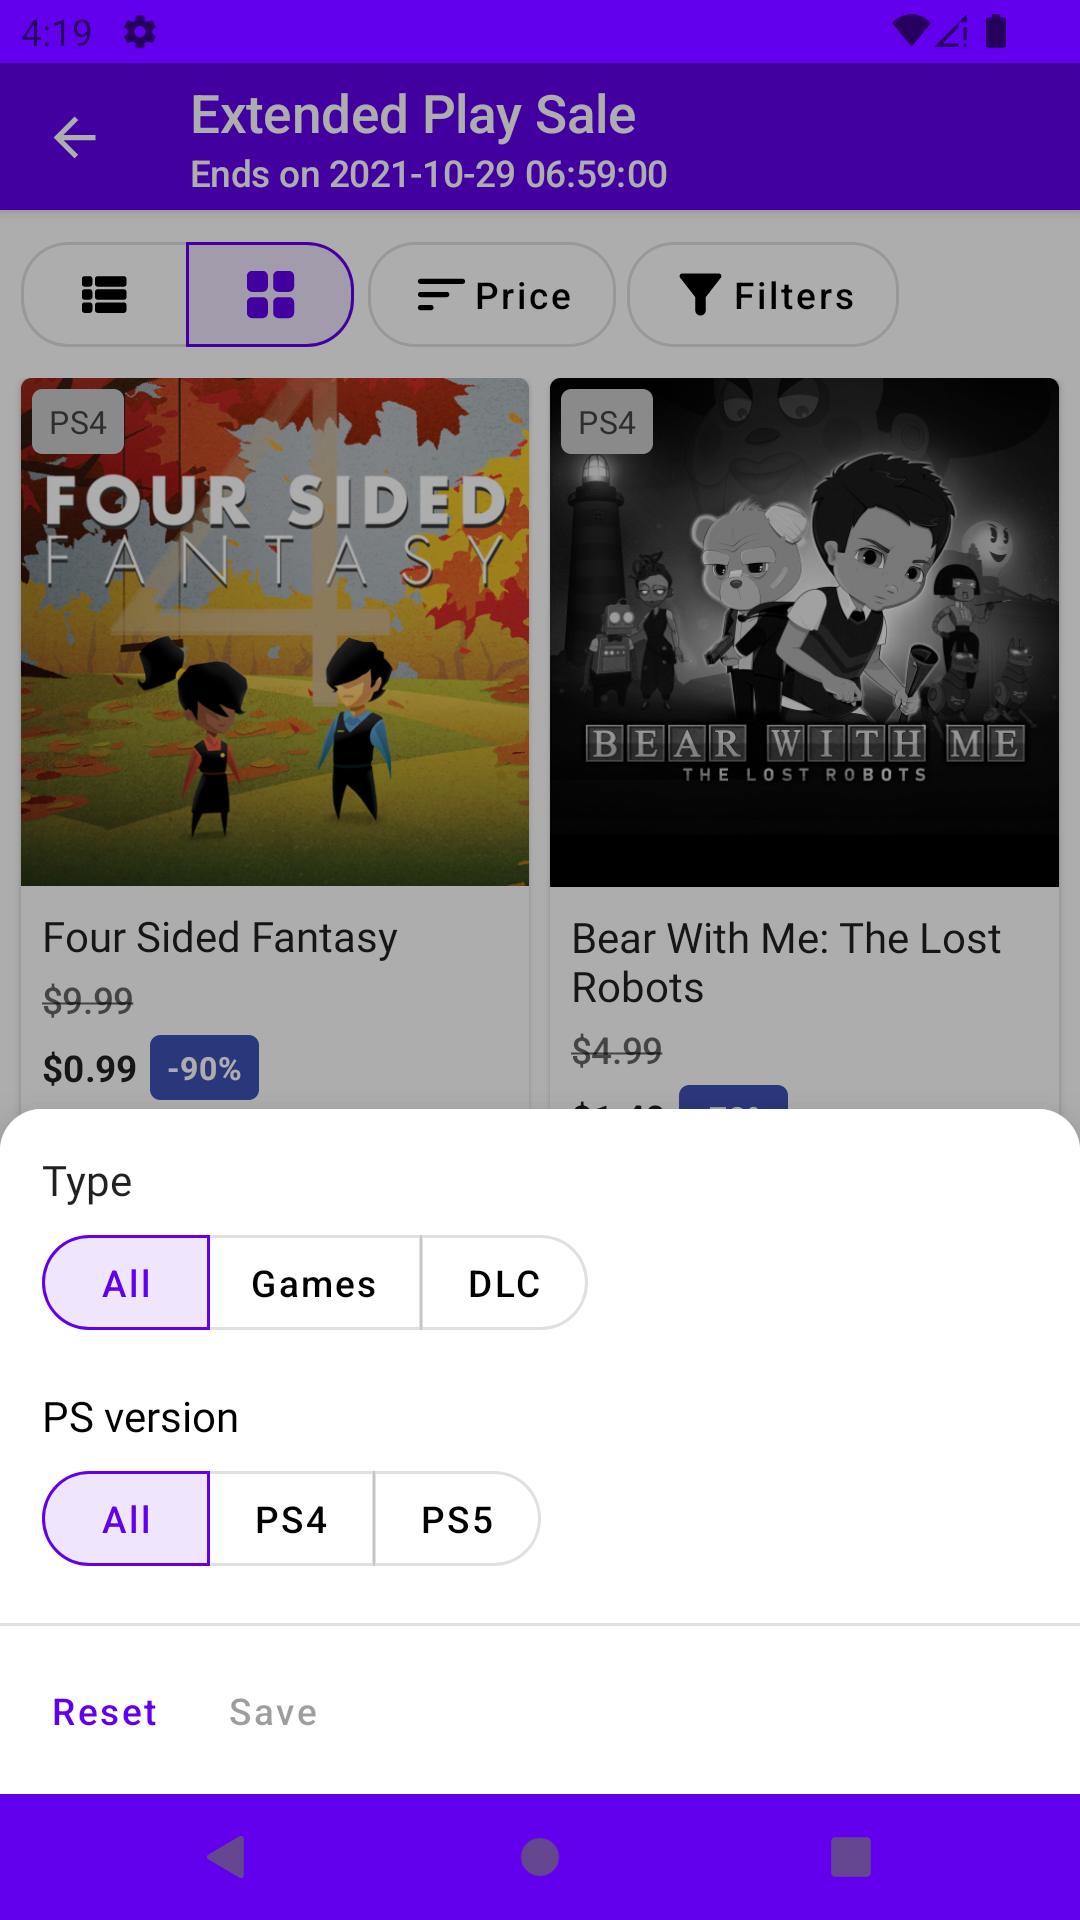 4:19
Extended Play Sale
Ends on 2021-10-29 06:59:00
Price
Filters
PS4
FOUR SIDED
FANTASY
Four Sided Fantasy
$9.99
$0.99
-90%
PS4
BEAR WITH ME
THE LOST ROBOTS
Bear With Me: The Lost
Robots
$4.99
Type
All
Games
DLC
PS version
All
PS4
PS5
Reset
Save